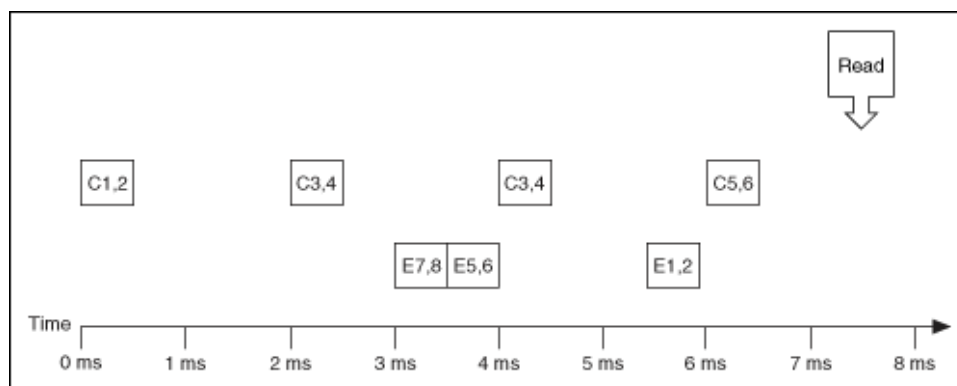 Read
C1,2 C3,4 C3,4 C5,6
E7,8 E5,6 E1,2
Time
0 ms 1 ms 2 ms 3 ms 4 ms 5 ms 6 ms 7 ms 8 ms